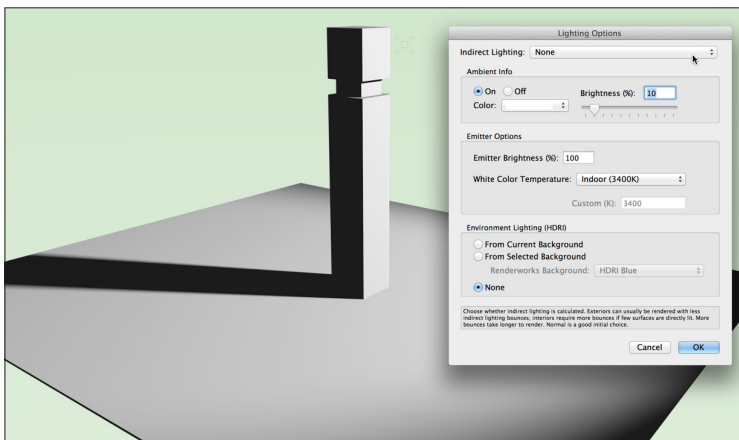 Lighting Options
Indirect Lighting: None
Ambient Info
On Off Brightness (%): 10
Color:
Emitter Options
Emitter Brightness (%): 100
White Color Temperature: Indoor (3400K)
Custom (K): 3400
Environment Lighting (HDRI)
From Current Background
From Selected Background
Renderworks Background: HDRI Blue
None
Choose whether indirect lighting is calculated. Exteriors can usually be rendered with less
indirect lighting bounces; interiors require more bounces if few surfaces are directly lit. More
bounces take longer to render. Normal is a good initial choice.
Cancel OK